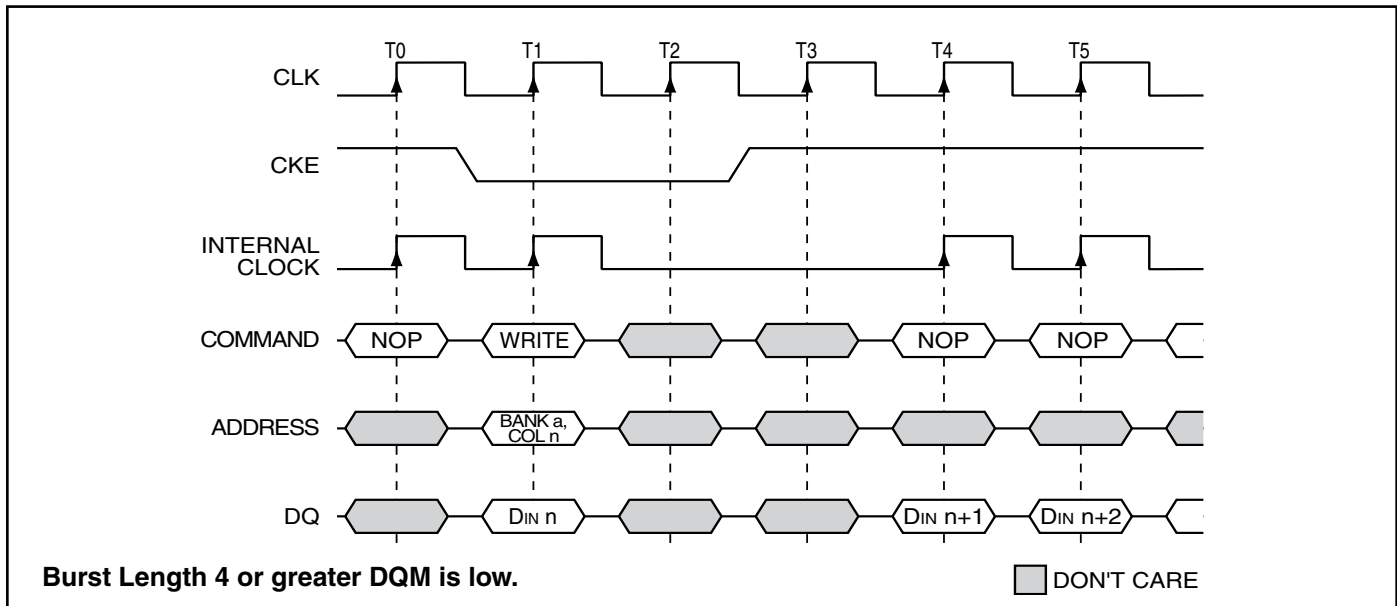 T0 T1 T2 T3 T4 T5
CLK
CKE
INTERNAL
CLOCK
COMMAND NOP WRITE NOP NOP
ADDRESS BANK a,
COL n
DQ DIN n DIN n+1 DIN n+2
Burst Length 4 or greater DQM is low. DON'T CARE